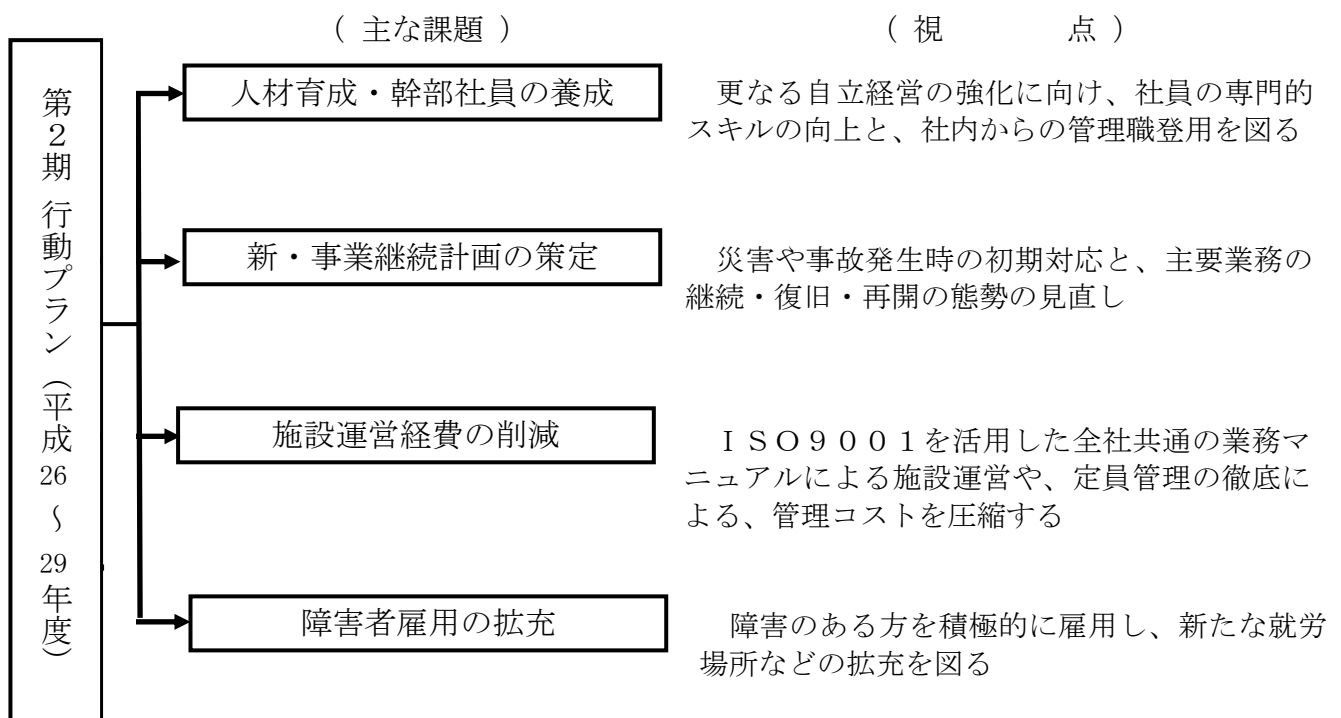 （ 主な課題 ）
（ 視　　　点 ）
第２期 行動プラン（平成26～29年度）
人材育成・幹部社員の養成
更なる自立経営の強化に向け、社員の専門的
スキルの向上と、社内からの管理職登用を図る
新・事業継続計画の策定
災害や事故発生時の初期対応と、主要業務の
継続・復旧・再開の態勢の見直し
施設運営経費の削減
ＩＳＯ９００１を活用した全社共通の業務マ
ニュアルによる施設運営や、定員管理の徹底に
よる、管理コストを圧縮する
障害者雇用の拡充
障害のある方を積極的に雇用し、新たな就労
場所などの拡充を図る